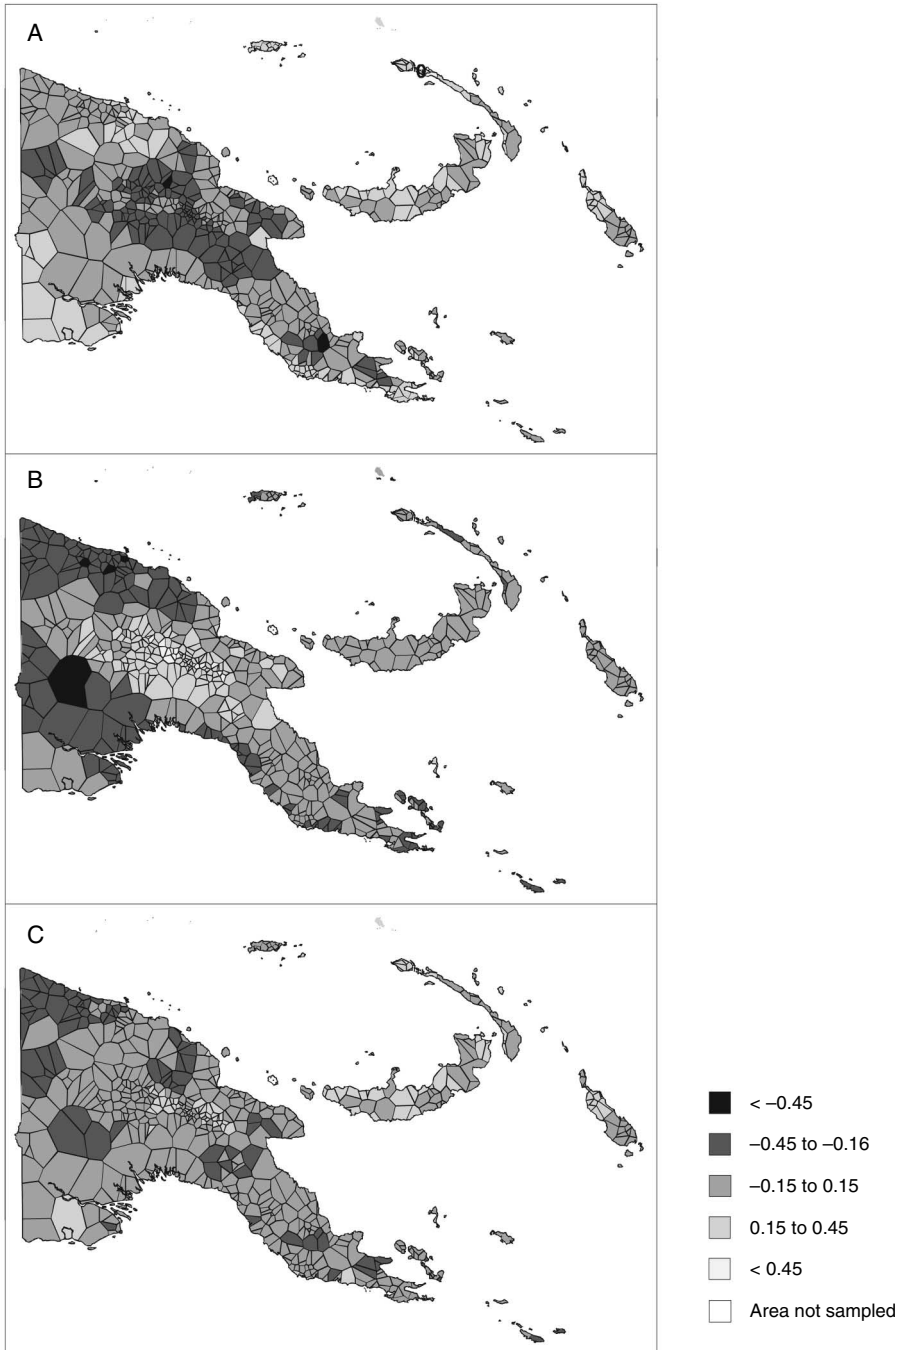 A
B
C
< –0.45
–0.45 to –0.16
–0.15 to 0.15
0.15 to 0.45
< 0.45
Area not sampled